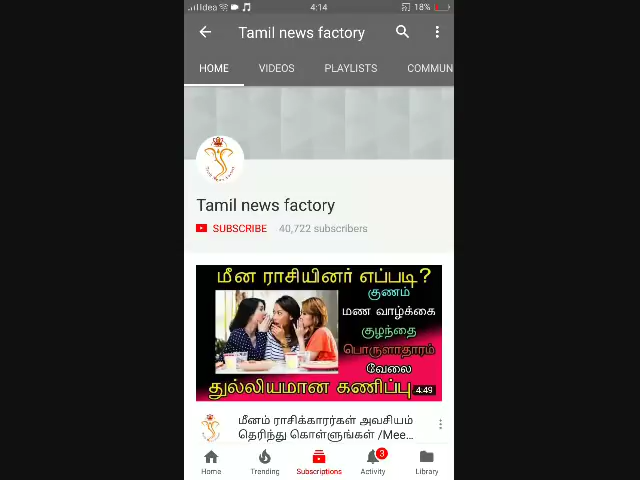 Idea 4:14 18%
Tamil news factory
HOME VIDEOS PLAYLISTS COMMUN
Tamil news factory
SUBSCRIBE 40,722 subscribers
மீன ராசியினர் எப்படி?
குணம்
மண வாழ்க்கை
குழந்தை
பொருளாதாரம்
வேலை
துல்லியமான கணிப்பு 4:49
மீனம் ராசிக்காரர்கள் அவசியம்
தெரிந்து கொள்ளுங்கள் /Mee...
3
Home Trending Subscriptions Activity Library